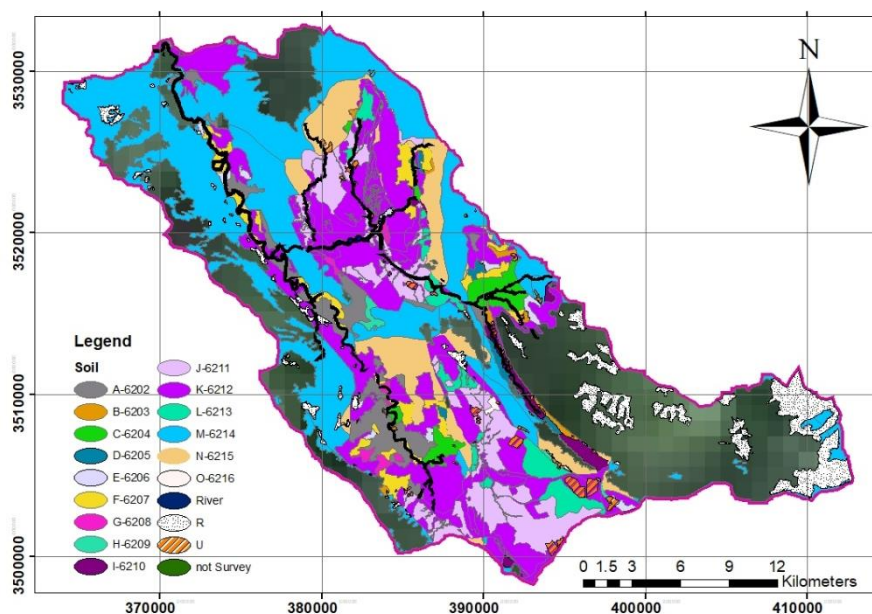 N
3530000
3520000
3510000
3500000
Legend
Soil
A-6202
B-6203
C-6204
D-6205
E-6206
F-6207
G-6208
H-6209
I-6210
J-6211
K-6212
L-6213
M-6214
N-6215
O-6216
River
R
U
not Survey
0 1.5 3 6 9 12
Kilometers
370000 380000 390000 400000 410000